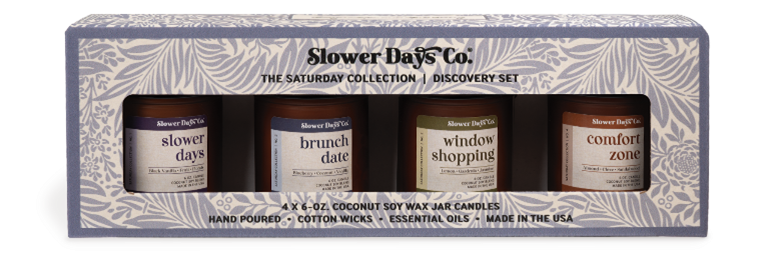 Slower Days Co.
THE SATURDAY COLLECTION | DISCOVERY SET
Slower Days Co.
slower
days
Slower Days Co.
brunch
date
Slower Days Co.
window
shopping
Slower Days Co.
comfort
zone
4 X 6-OZ. COCONUT SOY WAX JAR CANDLES
HAND POURED • COTTON WICKS • ESSENTIAL OILS • MADE IN THE USA